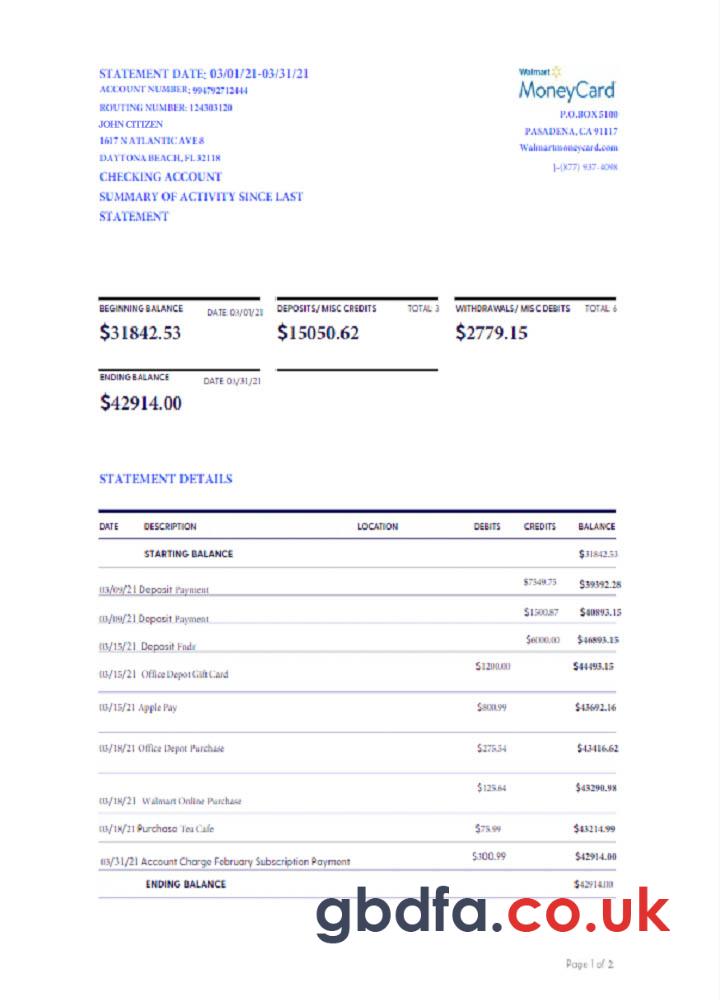 STATEMENT DATE: 03/01/21-03/31/21
ACCOUNT NUMBER: 994792712444
ROUTING NUMBER: 124303120
JOHN CITIZEN
1617 N ATLANTIC AVE 8
DAYTONA BEACH, FL 32118
CHECKING ACCOUNT
SUMMARY OF ACTIVITY SINCE LAST
STATEMENT
Walmart
MoneyCard
P.O.BOX 5100
PASADENA, CA 91117
Walmartmoneycard.com
1-(877) 937-4098
BEGINNING BALANCE DATE 03/01/21
$31842.53
DEPOSITS/ MISC CREDITS TOTAL 3
$15050.62
WITHDRAWALS/ MISC DEBITS TOTAL 6
$2779.15
ENDING BALANCE DATE 03/31/21
$42914.00
STATEMENT DETAILS
DATE DESCRIPTION LOCATION DEBITS CREDITS BALANCE
STARTING BALANCE $31842.53
03/09/21 Deposit Payment $7549.75 $39392.28
03/09/21 Deposit Payment $1500.87 $40893.15
03/15/21 Deposit $6000.00 $46893.15
03/15/21 Office Depot Gift Card $1200.00 $44493.15
03/15/21 Apple Pay $800.99 $43692.16
03/18/21 Office Depot Purchase $275.54 $43416.62
03/18/21 Walmart Online Purchase $125.64 $43290.98
03/18/21 Purchase Tea Cafe $75.99 $43214.99
03/31/21 Account Charge February Subscription Payment $300.99 $42914.00
ENDING BALANCE $42914.00
gbdfa.co.uk
Page 1 of 2